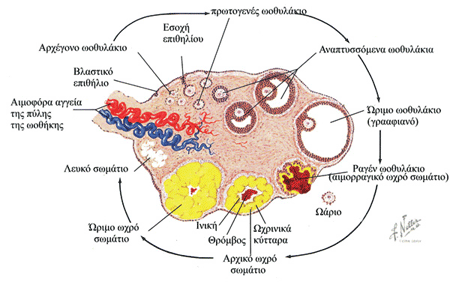 πρωτογενές ωοθυλάκιο
Εσοχή
επιθηλίου
Αρχέγονο ωοθυλάκιο
Αναπτυσσόμενα ωοθυλάκια
Βλαστικό
επιθήλιο
Αιμοφόρα αγγεία
της πύλης
της ωοθήκης
Ώριμο ωοθυλάκιο
(γρααφιανό)
Λευκό σωμάτιο
Ραγέν ωοθυλάκιο
(αιμορραγικό ωχρό σωμάτιο)
Ωάριο
Ώριμο ωχρό
σωμάτιο
Ινική
Θρόμβος
Ωχρινικά
κύτταρα
Αρχικό ωχρό
σωμάτιο